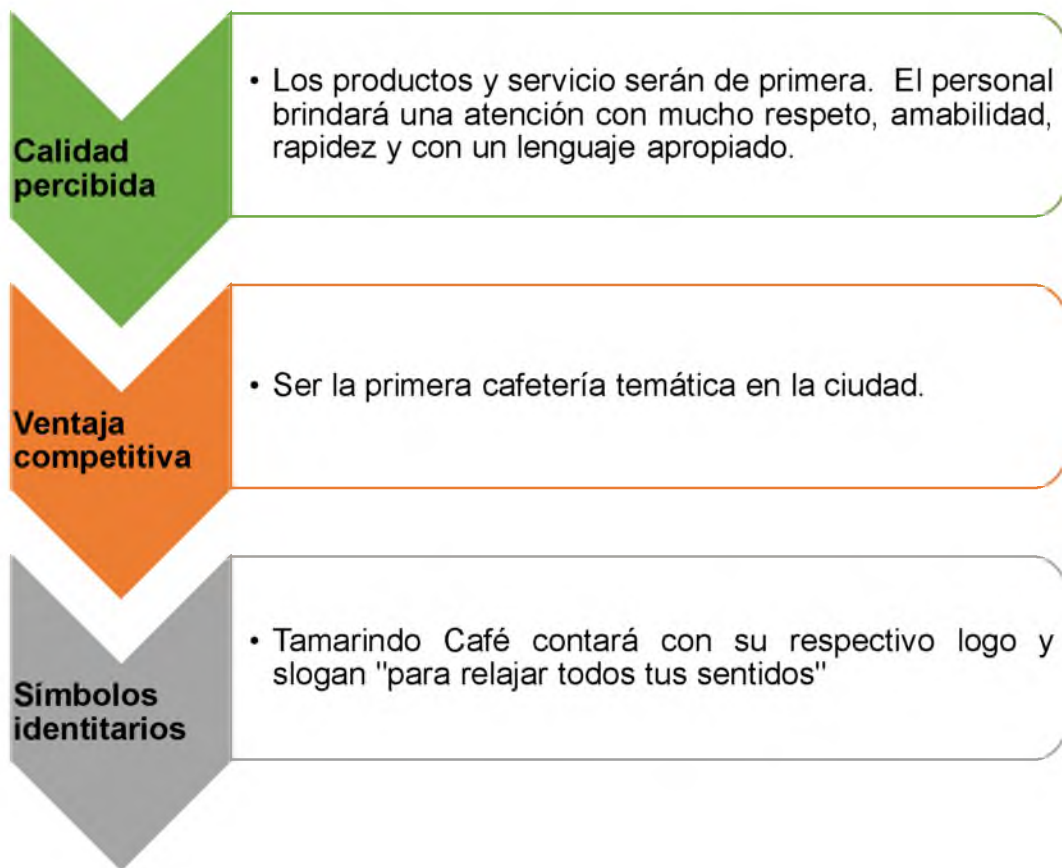 Calidad
percibida
• Los productos y servicio serán de primera. El personal
brindará una atención con mucho respeto, amabilidad,
rapidez y con un lenguaje apropiado.
Ventaja
competitiva
• Ser la primera cafetería temática en la ciudad.
Símbolos
identitarios
• Tamarindo Café contará con su respectivo logo y
slogan "para relajar todos tus sentidos"